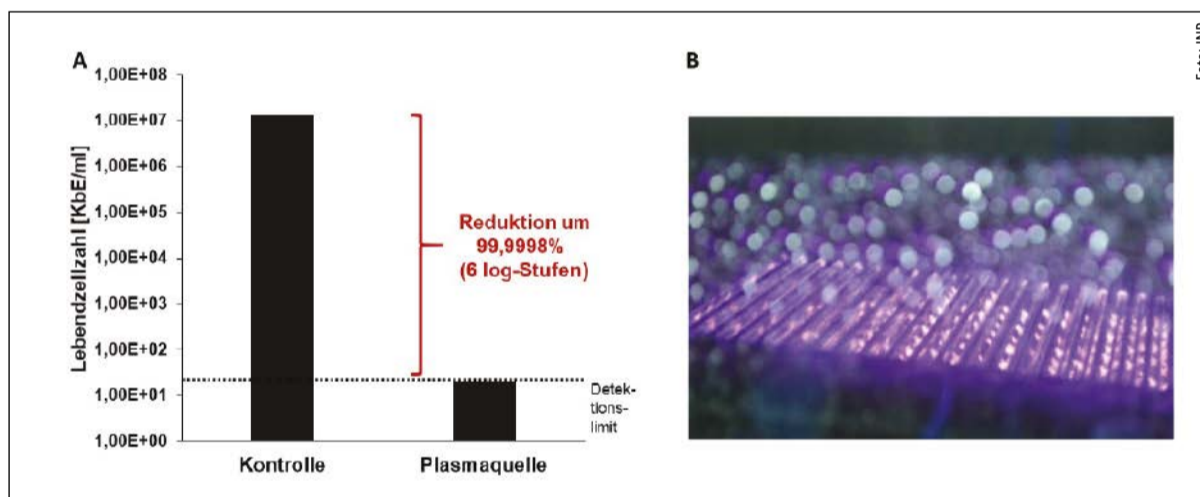 A
Lebendzellzahl [KbE/ml]
1,00E+08
1,00E+07
1,00E+06
1,00E+05
1,00E+04
1,00E+03
1,00E+02
1,00E+01
1,00E+00
Reduktion um
99,9998%
(6 log-Stufen)
Detek-
tions-
limit
Kontrolle
Plasmaquelle
B